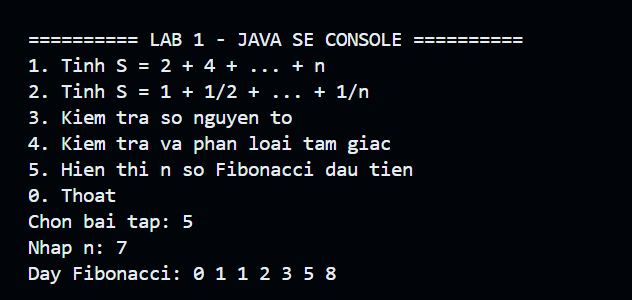 ========== LAB 1 - JAVA SE CONSOLE ==========
1. Tinh S = 2 + 4 + ... + n
2. Tinh S = 1 + 1/2 + ... + 1/n
3. Kiem tra so nguyen to
4. Kiem tra va phan loai tam giac
5. Hien thi n so Fibonacci dau tien
0. Thoat
Chon bai tap: 5
Nhap n: 7
Day Fibonacci: 0 1 1 2 3 5 8